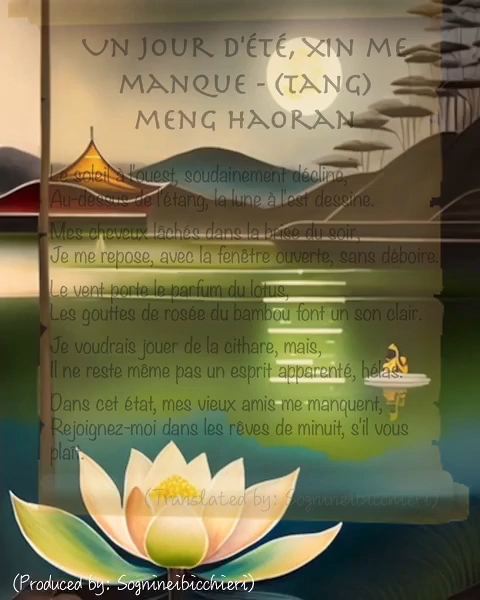 Un jour d'été, Xin me
manque - (Tang)
Meng Haoran
Le soleil à l'ouest, soudainement décline,
Au-dessus de l'étang, la lune à l'est dessine.
Mes cheveux lâchés dans la brise du soir,
Je me repose, avec la fenêtre ouverte, sans déboire.
Le vent porte le parfum du lotus,
Les gouttes de rosée du bambou font un son clair.
Je voudrais jouer de la cithare, mais,
Il ne reste même pas un esprit apparenté, hélas.
Dans cet état, mes vieux amis me manquent,
Rejoignez-moi dans les rêves de minuit, s'il vous
plaît.
(Translated by: Sognineibicchieri)
(Produced by: Sognineibicchieri)